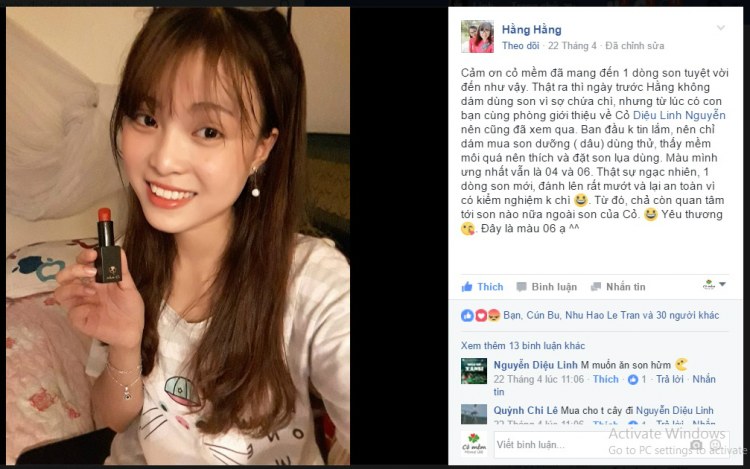 Hằng Hằng
Theo dõi · 22 Tháng 4 · Đã chỉnh sửa
Cảm ơn cỏ mềm đã mang đến 1 dòng son tuyệt vời
đến như vậy. Thật ra thì ngày trước Hằng không
dám dùng son vì sợ chứa chì, nhưng từ lúc có con
bạn cùng phòng giới thiệu về Cỏ Diệu Linh Nguyễn
nên cũng đã xem qua. Ban đầu k tin lắm, nên chỉ
dám mua son dưỡng ( dâu) dùng thử, thấy mềm
môi quá nên thích và đặt son lụa dùng. Màu mình
ưng nhất vẫn là 04 và 06. Thật sự ngạc nhiên, 1
dòng son mới, đánh lên rất mướt và lại an toàn vì
có kiểm nghiệm k chì 😂. Từ đó, chả còn quan tâm
tới son nào nữa ngoài son của Cỏ. 😂 Yêu thương
😘. Đây là màu 06 ạ ^^
Thích Bình luận Nhắn tin
Bạn, Cún Bu, Nhu Hao Le Tran và 30 người khác
Xem thêm 13 bình luận khác
Nguyễn Diệu Linh M muốn ăn son hừm
22 Tháng 4 lúc 11:06 · Thích · 1 · Trả lời · Nhắn
tin
Quỳnh Chi Lê Mua cho t cây đi Nguyễn Diệu Linh
22 Tháng 4 lúc 11:06 · Thích · 1 · Trả lời · Nhắn
Cỏ mềm
Viết bình luận...
Activate Windows
Go to PC settings to activate